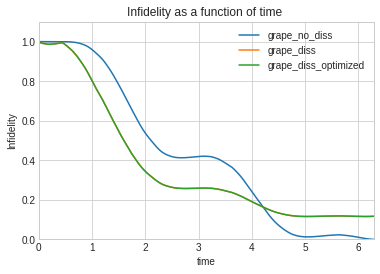 Infidelity as a function of time
grape_no_diss
grape_diss
grape_diss_optimized
Infidelity
1.0
0.8
0.6
0.4
0.2
0.0
0 1 2 3 4 5 6
time